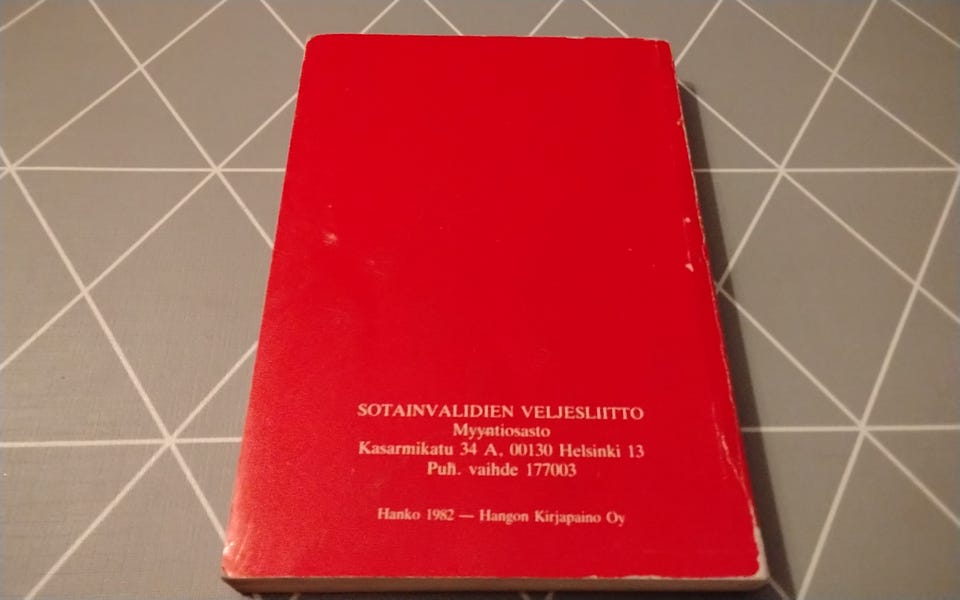 SOTAINVALIDIEN VELJESLIITTO
Myyntiosasto
Kasarmikatu 34 A, 00130 Helsinki 13
Puh. vaihde 177003
Hanko 1982 — Hangon Kirjapaino Oy